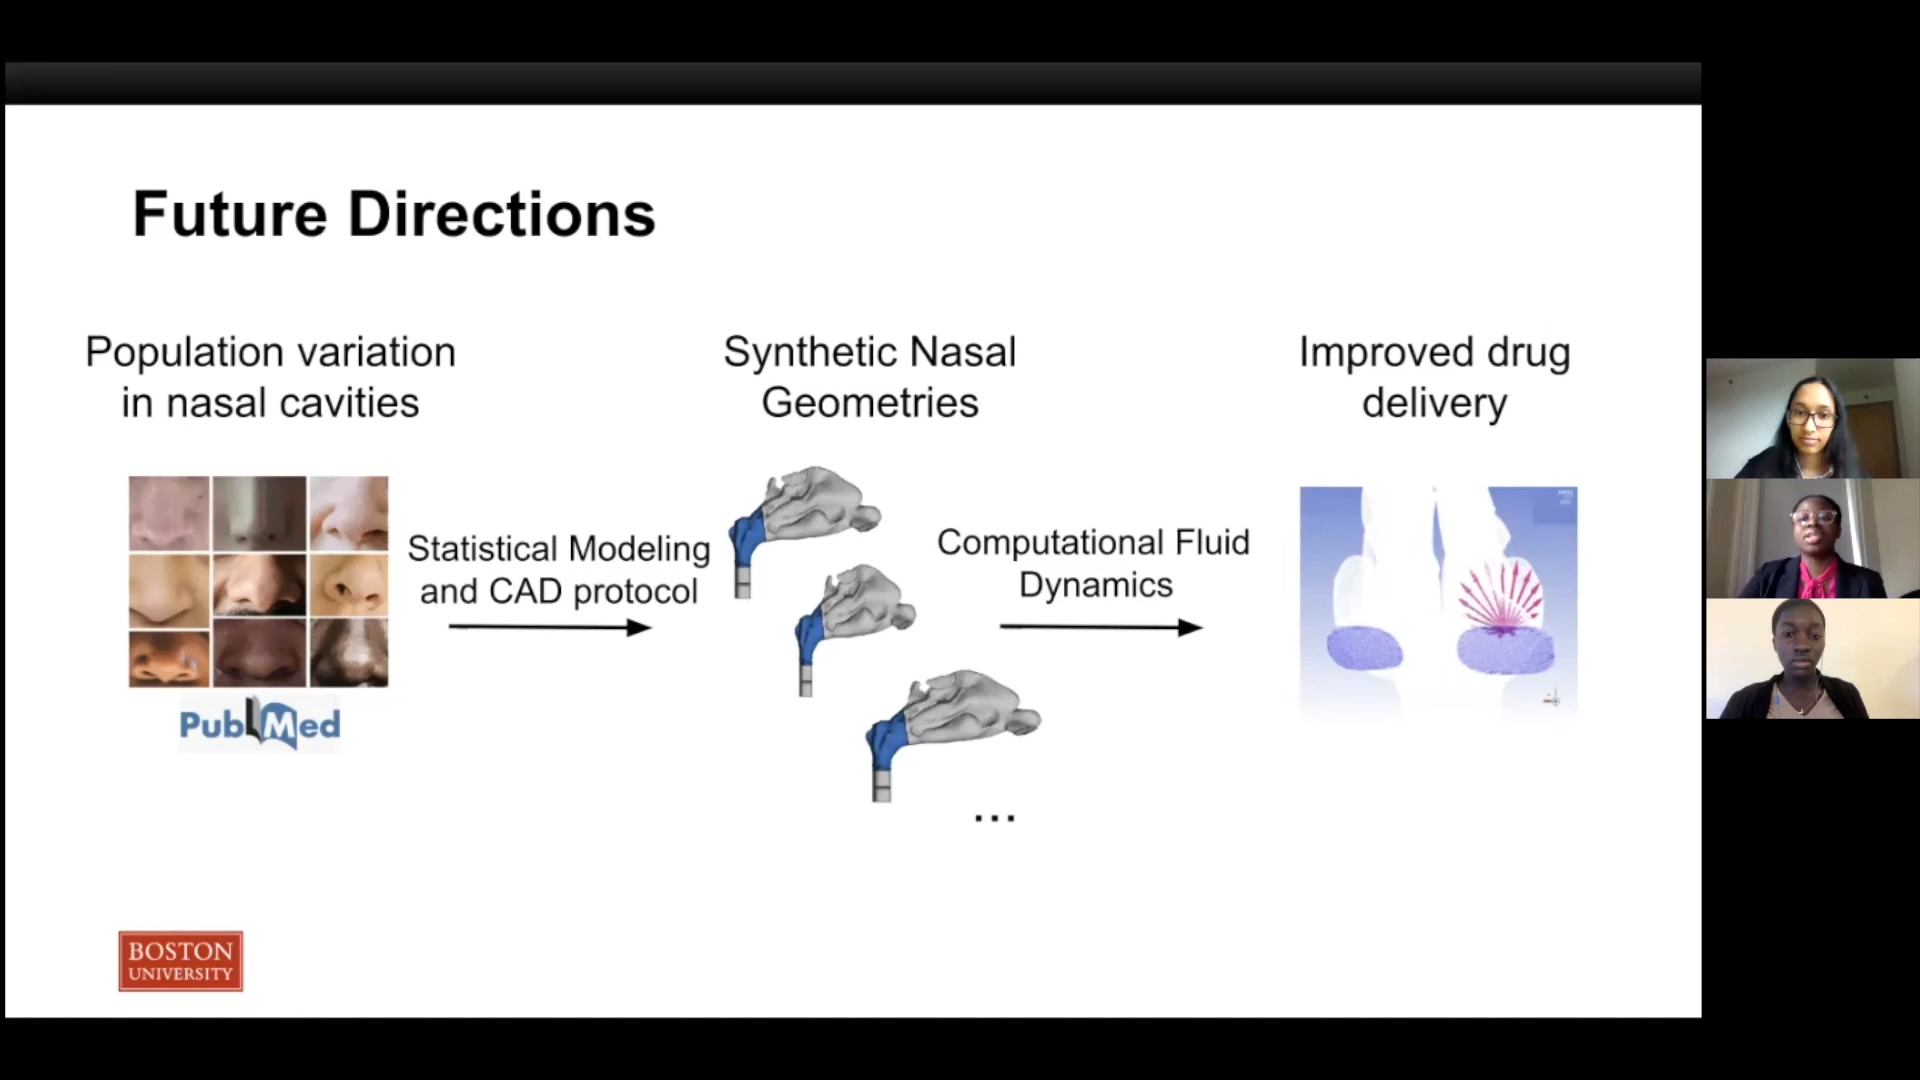 Future Directions
Population variation
in nasal cavities
Synthetic Nasal
Geometries
Improved drug
delivery
Statistical Modeling
and CAD protocol
Computational Fluid
Dynamics
PubMed
...
BOSTON
UNIVERSITY